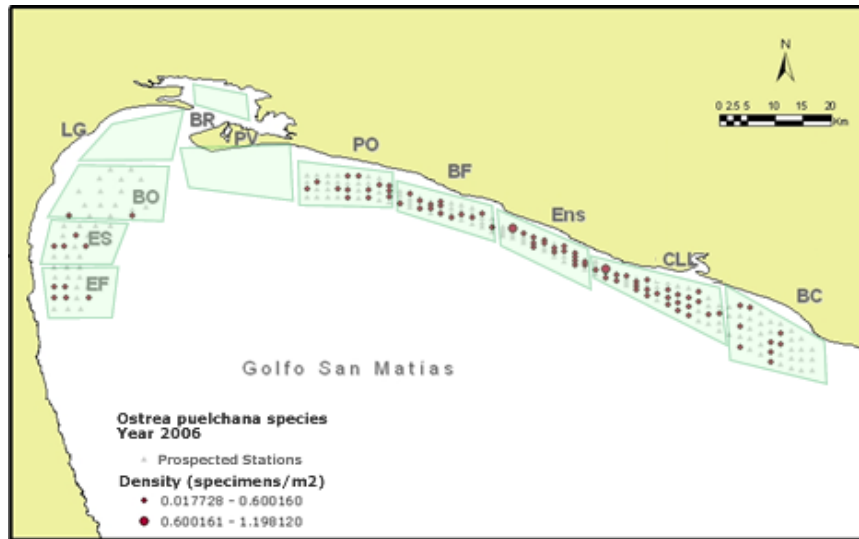 N
0 2.5 5 10 15 20
Km
BR
LG
PV
PO
BF
BO
Ens
ES
CLL
EF
BC
Golfo San Matías
Ostrea puelchana species
Year 2006
Prospected Stations
Density (specimens/m2)
0.017728 - 0.600160
0.600161 - 1.198120